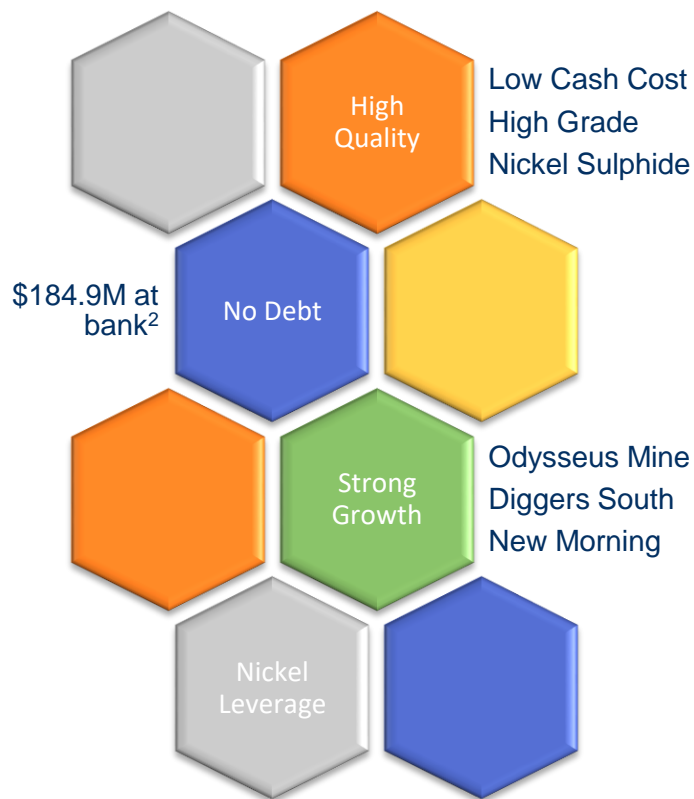 High
Quality
Low Cash Cost
High Grade
Nickel Sulphide
$184.9M at
bank²
No Debt
Strong
Growth
Odysseus Mine
Diggers South
New Morning
Nickel
Leverage